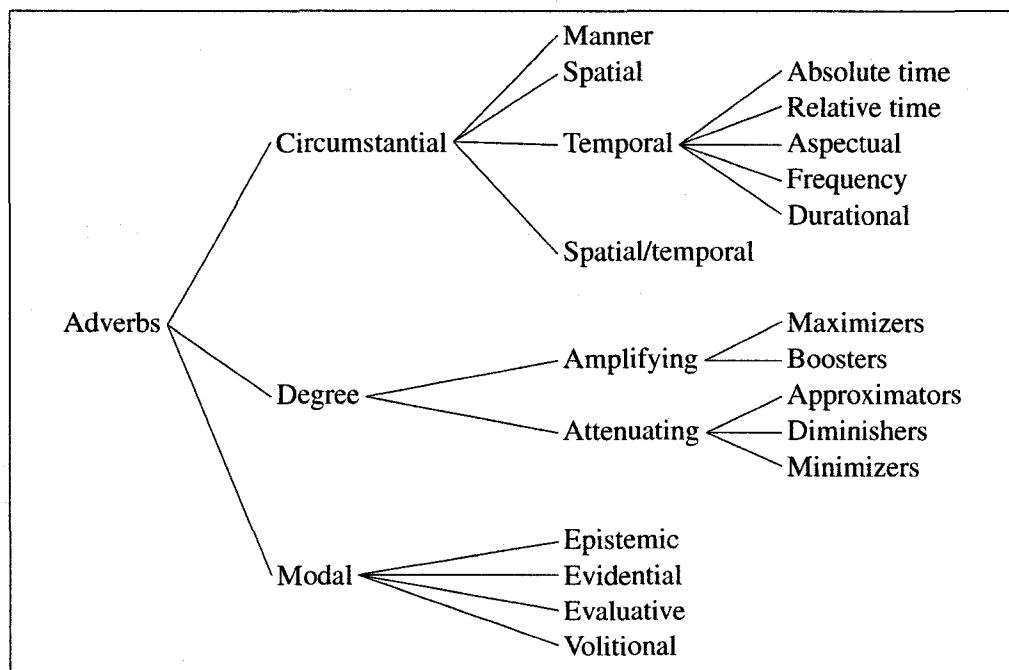 Manner
Spatial
Absolute time
Relative time
Circumstantial
Temporal
Aspectual
Frequency
Durational
Spatial/temporal
Adverbs
Maximizers
Amplifying
Boosters
Degree
Approximators
Attenuating
Diminishers
Minimizers
Epistemic
Modal
Evidential
Evaluative
Volitional